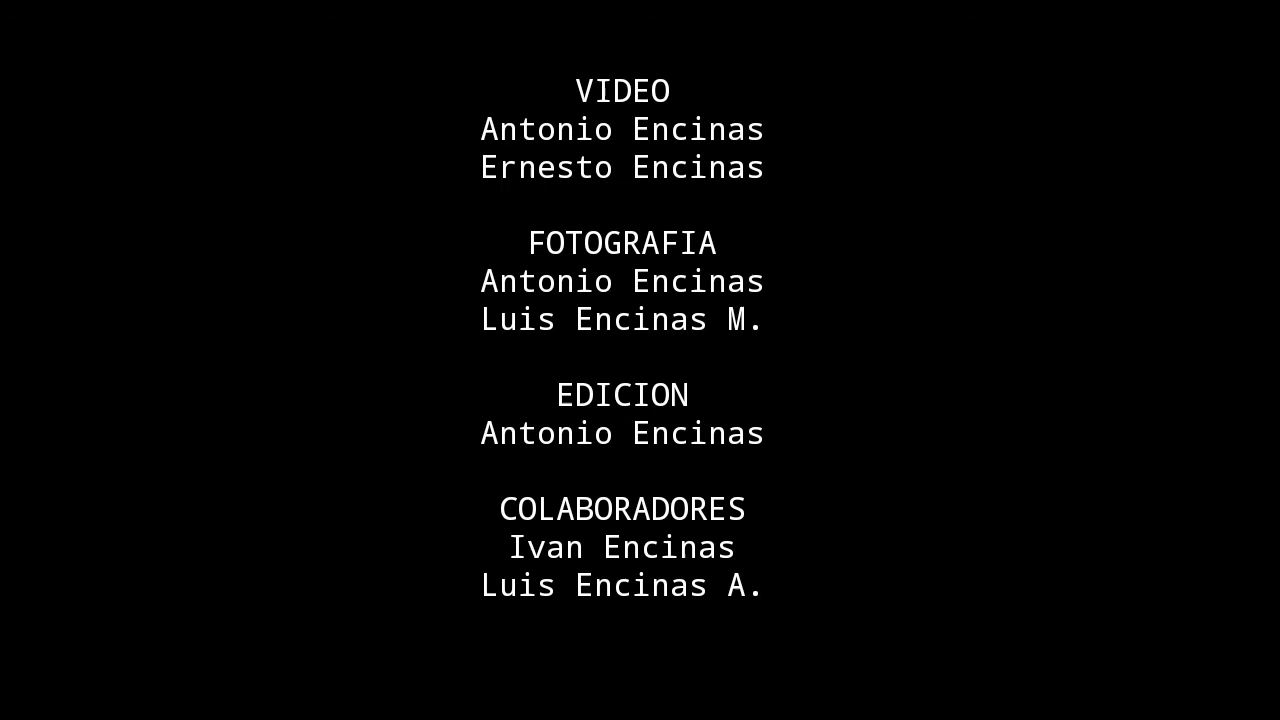 VIDEO
Antonio Encinas
Ernesto Encinas
FOTOGRAFIA
Antonio Encinas
Luis Encinas M.
EDICION
Antonio Encinas
COLABORADORES
Ivan Encinas
Luis Encinas A.